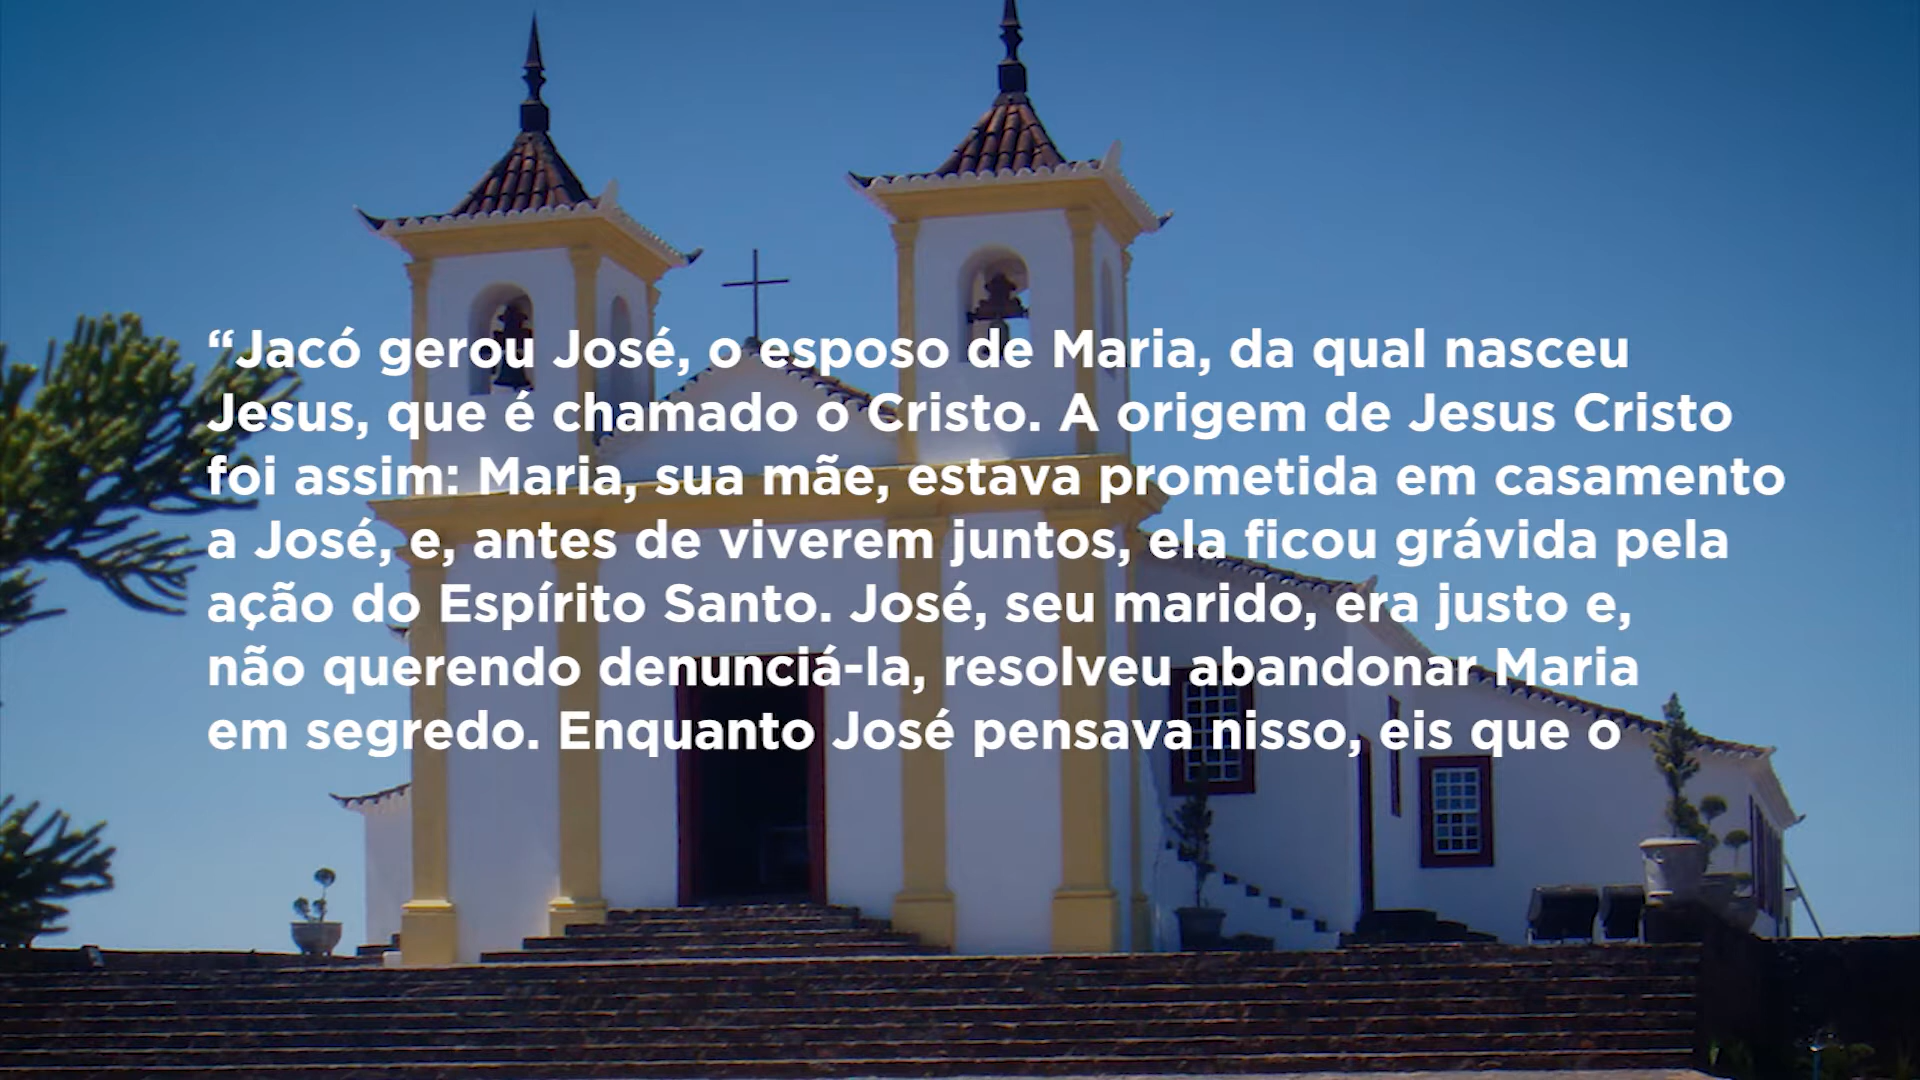 “Jacó gerou José, o esposo de Maria, da qual nasceu
Jesus, que é chamado o Cristo. A origem de Jesus Cristo
foi assim: Maria, sua mãe, estava prometida em casamento
a José, e, antes de viverem juntos, ela ficou grávida pela
ação do Espírito Santo. José, seu marido, era justo e,
não querendo denunciá-la, resolveu abandonar Maria
em segredo. Enquanto José pensava nisso, eis que o